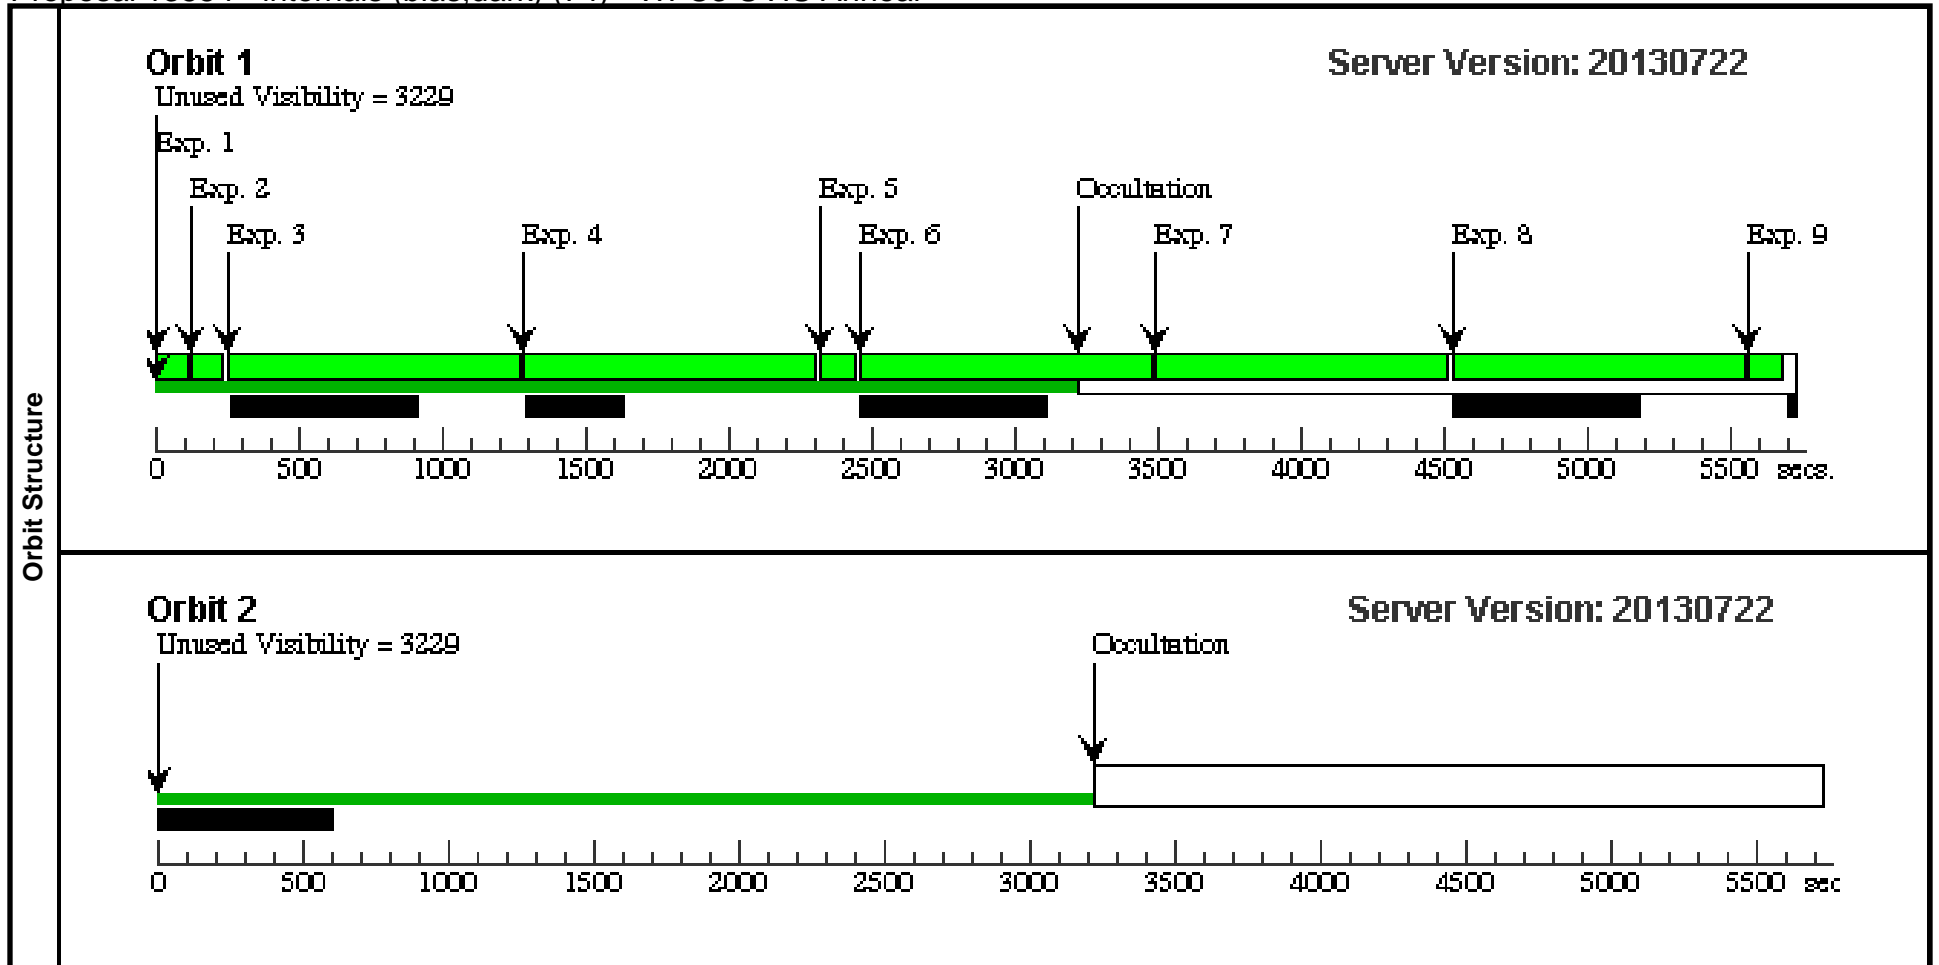 Orbit Structure
Orbit 1
Server Version: 20130722
Unused Visibility = 3229
Exp. 1
Exp. 2
Exp. 5
Occultation
Exp. 3
Exp. 4
Exp. 6
Exp. 7
Exp. 8
Exp. 9
0 500 1000 1500 2000 2500 3000 3500 4000 4500 5000 5500 secs.
Orbit 2
Server Version: 20130722
Unused Visibility = 3229
Occultation
0 500 1000 1500 2000 2500 3000 3500 4000 4500 5000 5500 sec